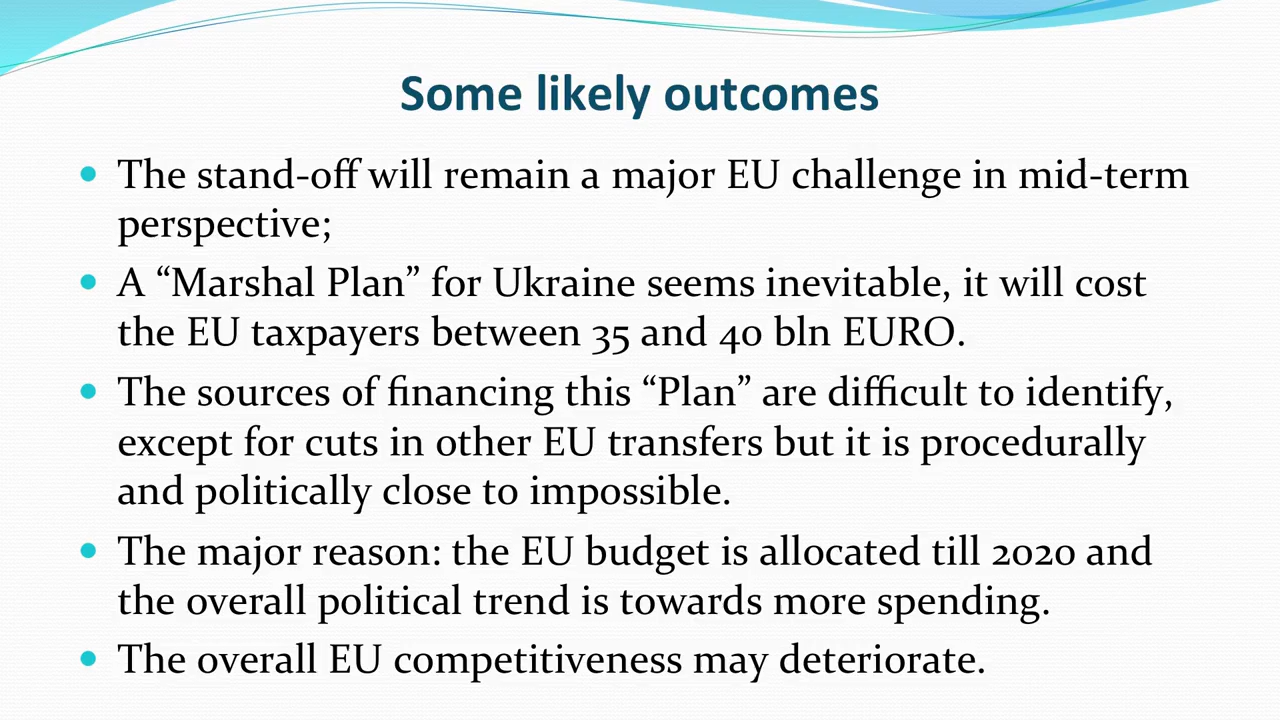 Some likely outcomes
• The stand-off will remain a major EU challenge in mid-term
perspective;
• A “Marshal Plan” for Ukraine seems inevitable, it will cost
the EU taxpayers between 35 and 40 bln EURO.
• The sources of financing this “Plan” are difficult to identify,
except for cuts in other EU transfers but it is procedurally
and politically close to impossible.
• The major reason: the EU budget is allocated till 2020 and
the overall political trend is towards more spending.
• The overall EU competitiveness may deteriorate.